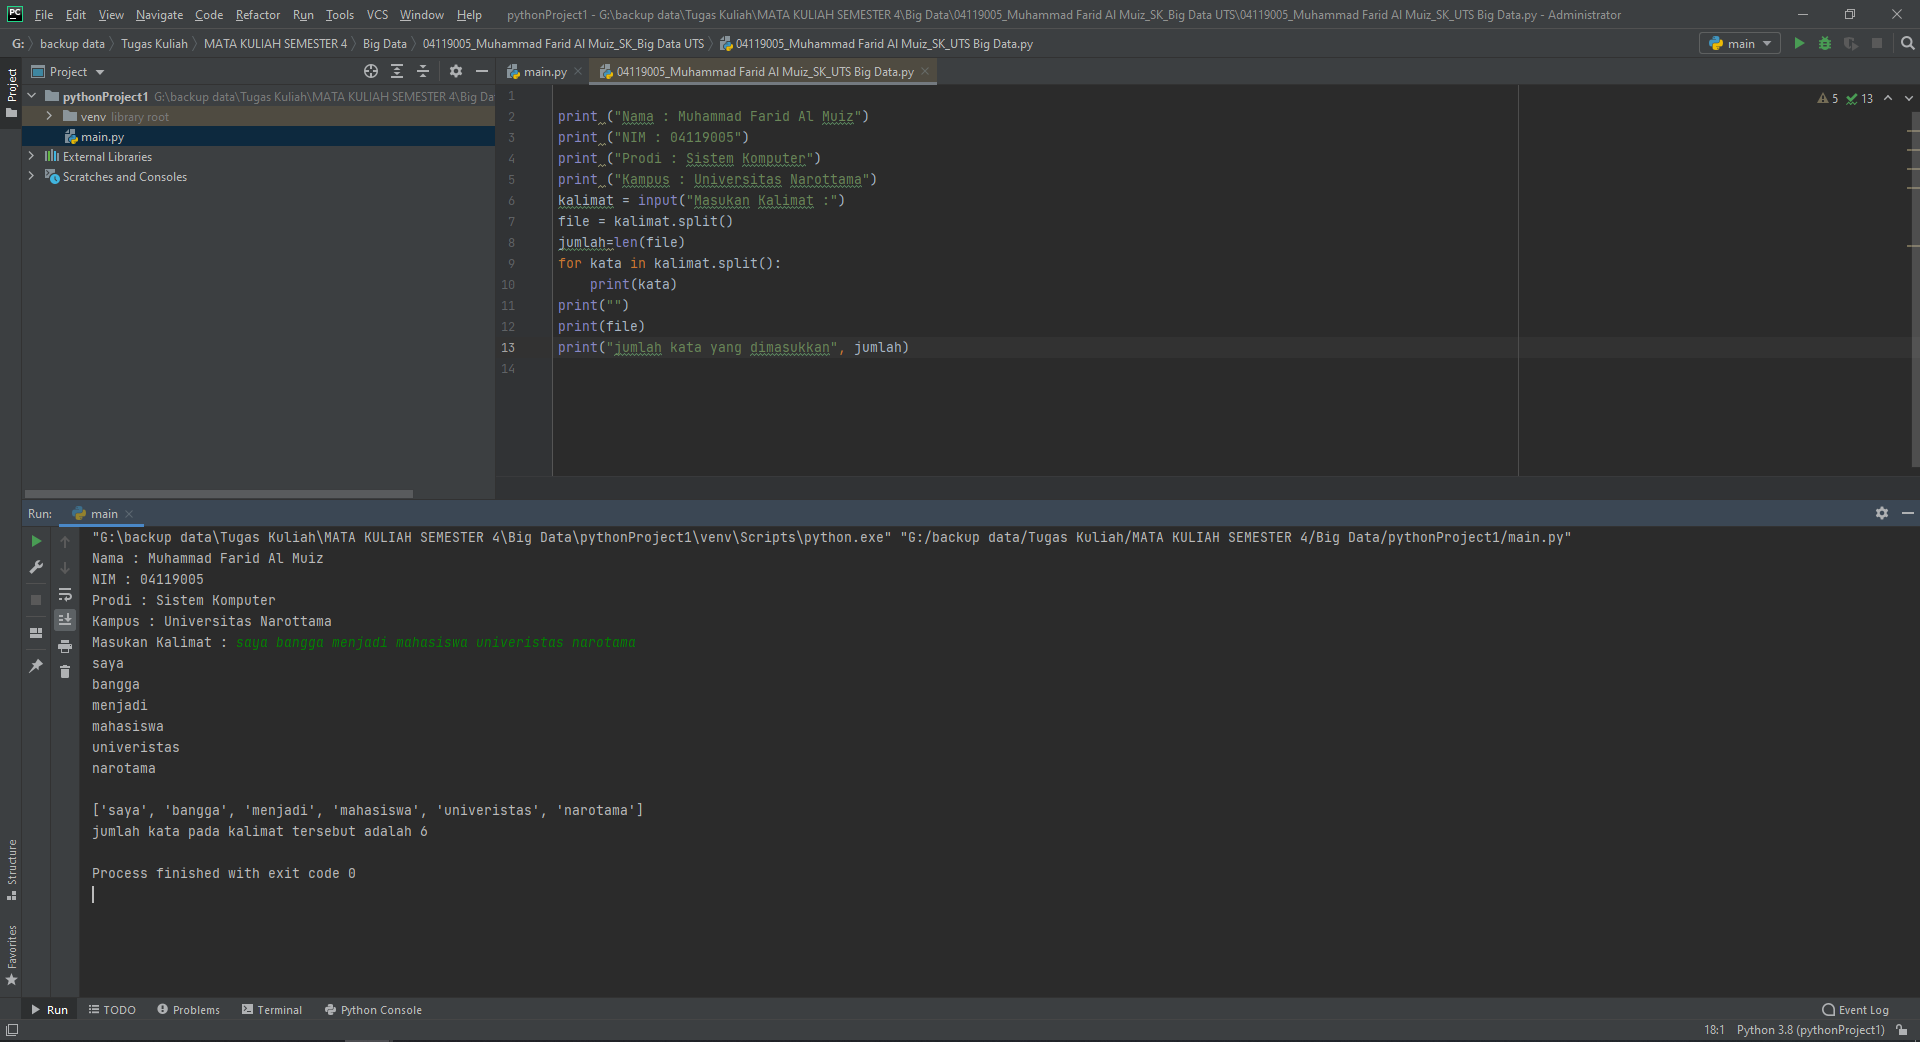 PC File Edit View Navigate Code Refactor Run Tools VCS Window Help pythonProject1 - G:\backup data\Tugas Kuliah\MATA KULIAH SEMESTER 4\Big Data\04119005_Muhammad Farid Al Muiz_SK_Big Data UTS\04119005_Muhammad Farid Al Muiz_SK_UTS Big Data.py - Administrator
G: backup data Tugas Kuliah MATA KULIAH SEMESTER 4 Big Data 04119005_Muhammad Farid Al Muiz_SK_Big Data UTS 04119005_Muhammad Farid Al Muiz_SK_UTS Big Data.py main
Project
Project main.py 04119005_Muhammad Farid Al Muiz_SK_UTS Big Data.py
pythonProject1 G:\backup data\Tugas Kuliah\MATA KULIAH SEMESTER 4\Big Da
venv library root
main.py
External Libraries
Scratches and Consoles
5 13
1
2 print ("Nama : Muhammad Farid Al Muiz")
3 print ("NIM : 04119005")
4 print ("Prodi : Sistem Komputer")
5 print ("Kampus : Universitas Narottama")
6 kalimat = input("Masukan Kalimat :")
7 file = kalimat.split()
8 jumlah=len(file)
9 for kata in kalimat.split():
10 print(kata)
11 print("")
12 print(file)
13 print("jumlah kata yang dimasukkan", jumlah)
14
Run: main
"G:\backup data\Tugas Kuliah\MATA KULIAH SEMESTER 4\Big Data\pythonProject1\venv\Scripts\python.exe" "G:/backup data/Tugas Kuliah/MATA KULIAH SEMESTER 4/Big Data/pythonProject1/main.py"
Nama : Muhammad Farid Al Muiz
NIM : 04119005
Prodi : Sistem Komputer
Kampus : Universitas Narottama
Masukan Kalimat : saya bangga menjadi mahasiswa univeristas narotama
saya
bangga
menjadi
mahasiswa
univeristas
narotama
['saya', 'bangga', 'menjadi', 'mahasiswa', 'univeristas', 'narotama']
jumlah kata pada kalimat tersebut adalah 6
Process finished with exit code 0
Structure
Favorites
Run TODO Problems Terminal Python Console Event Log
18:1 Python 3.8 (pythonProject1)